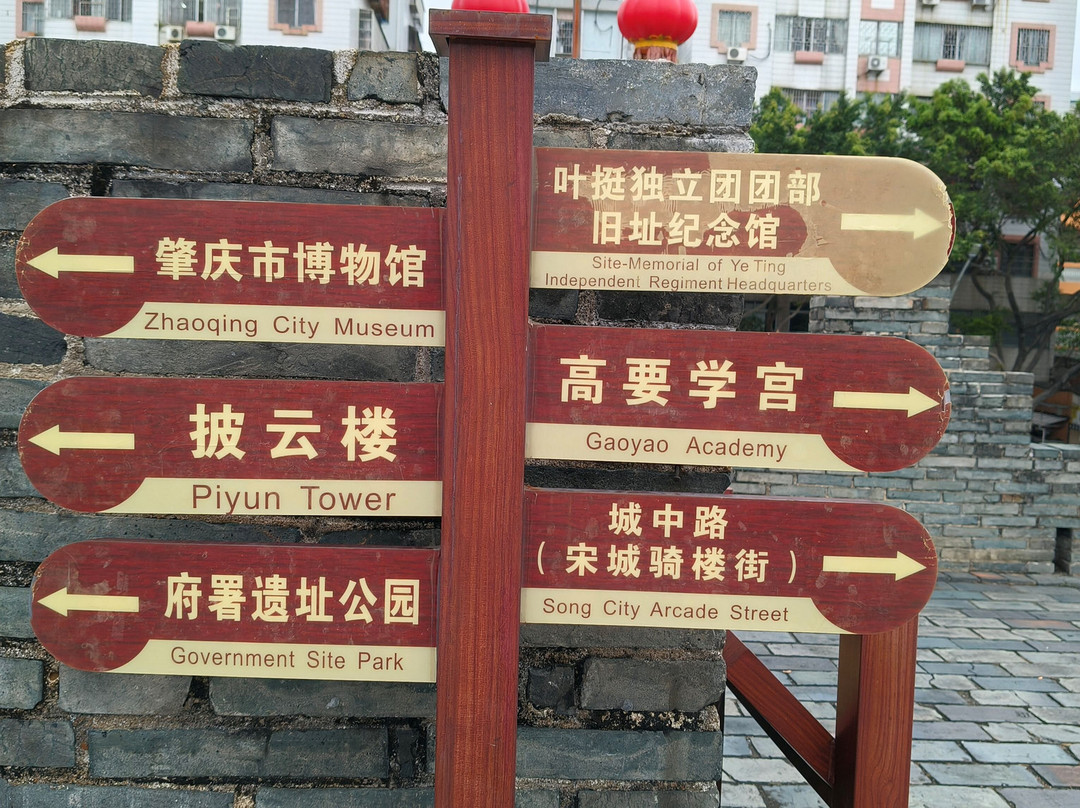 肇庆市博物馆
Zhaoqing City Museum
披云楼
Piyun Tower
府署遗址公园
Government Site Park
叶挺独立团团部
旧址纪念馆
Site-Memorial of Ye Ting
Independent Regiment Headquarters
高要学宫
Gaoyao Academy
城中路
（宋城骑楼街）
Song City Arcade Street